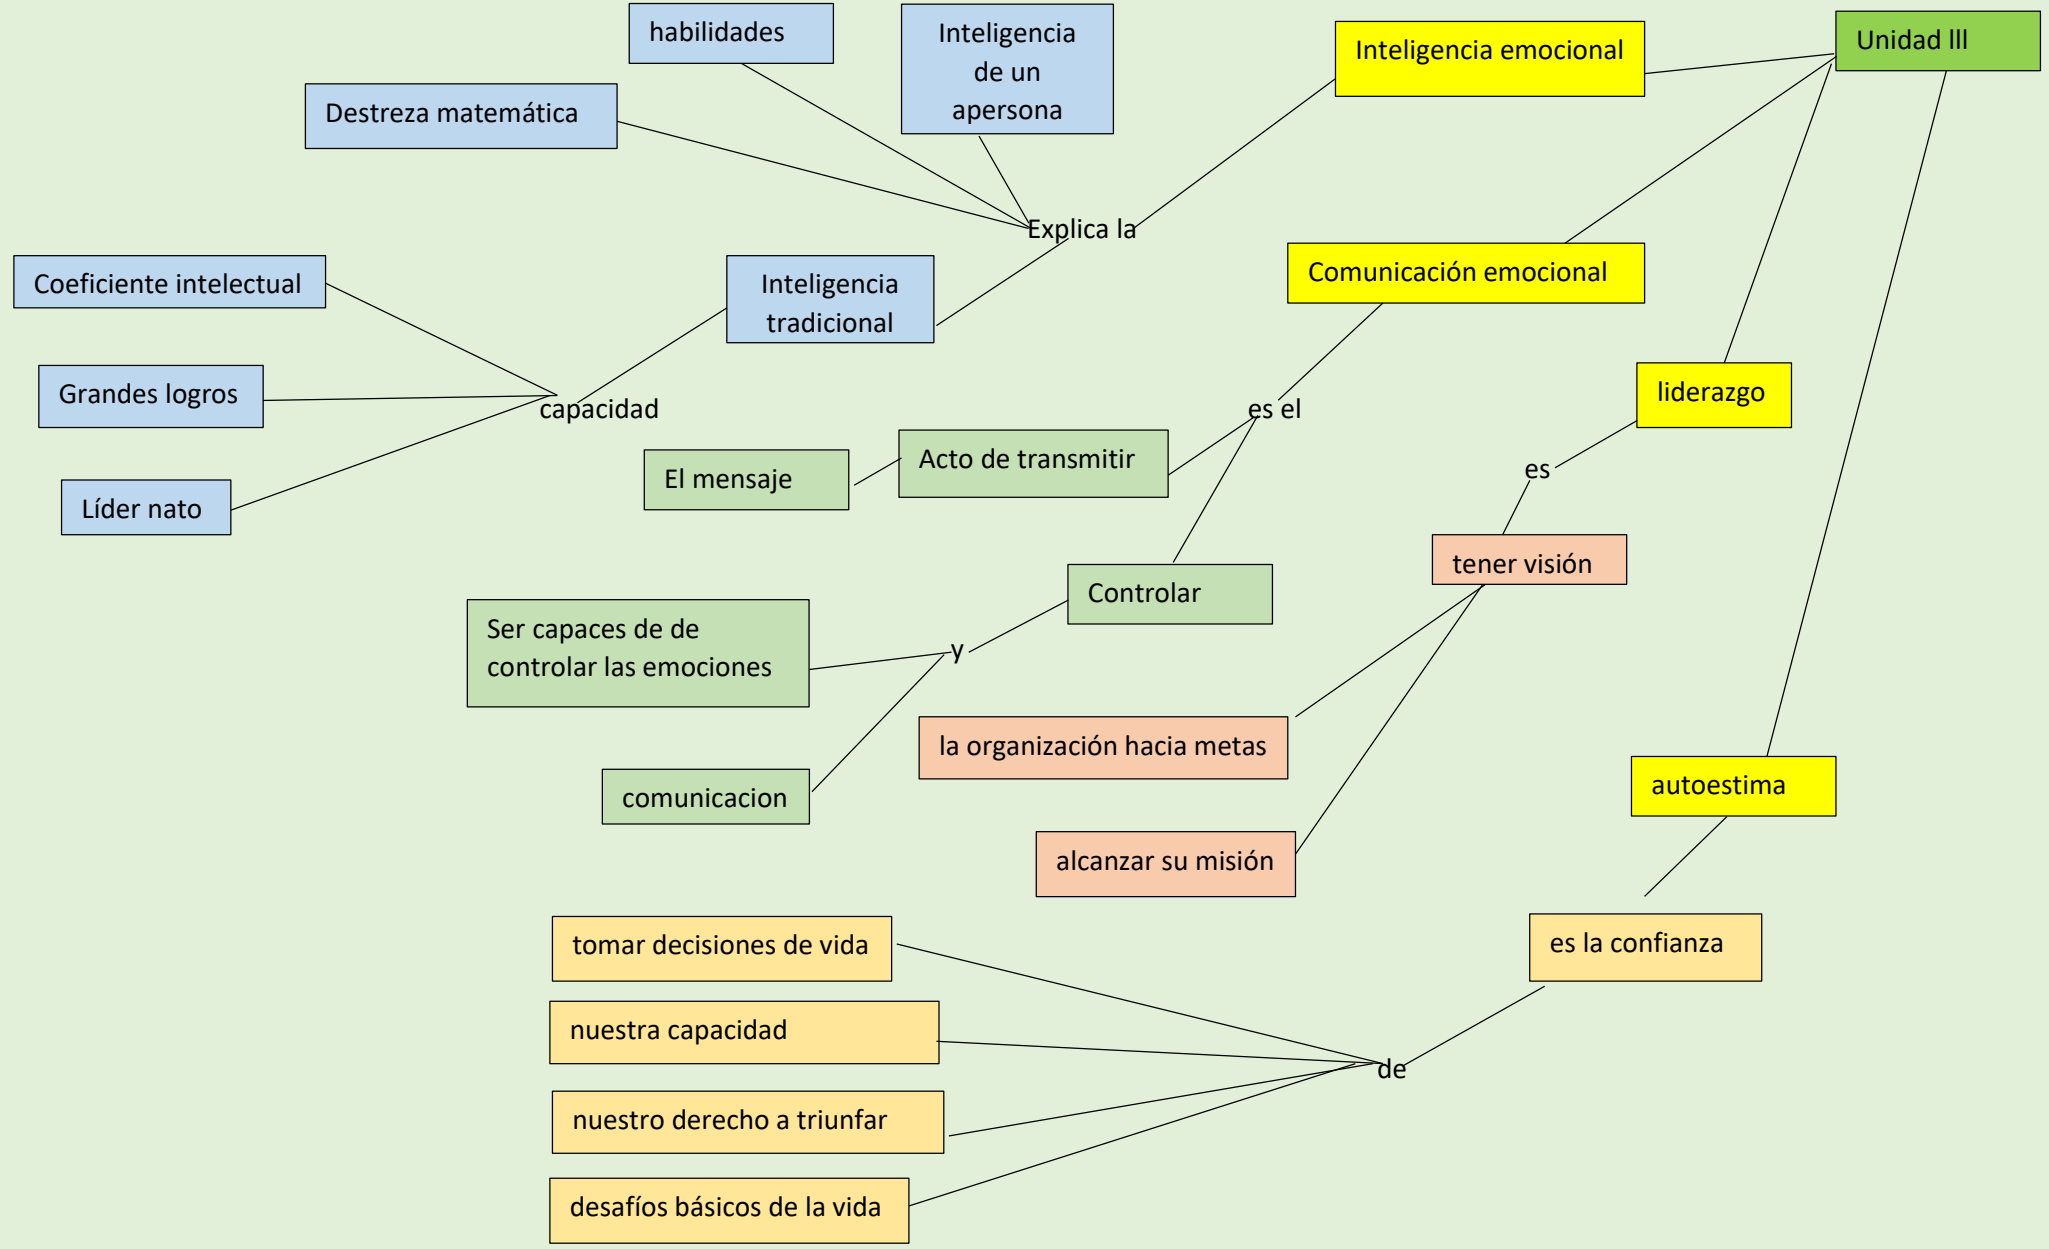 habilidades
Inteligencia
de un
apersona
Inteligencia emocional
Unidad lll
Destreza matemática
Explica la
Coeficiente intelectual
Inteligencia
tradicional
Comunicación emocional
Grandes logros
capacidad
es el
liderazgo
El mensaje
Acto de transmitir
es
Líder nato
tener visión
Controlar
Ser capaces de de
controlar las emociones
y
la organización hacia metas
comunicacion
autoestima
alcanzar su misión
tomar decisiones de vida
es la confianza
nuestra capacidad
de
nuestro derecho a triunfar
desafíos básicos de la vida